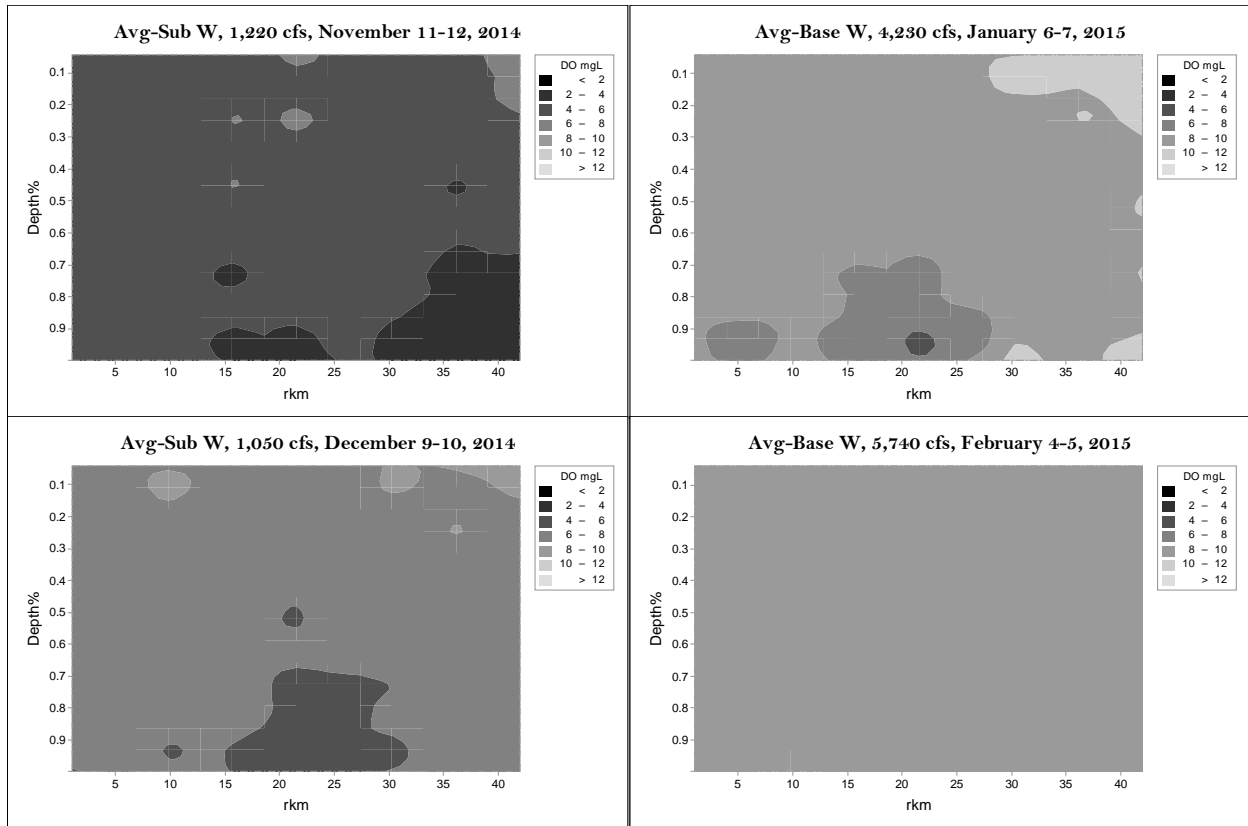 Avg-Sub W, 1,220 cfs, November 11-12, 2014
DO mgL
< 2
2 – 4
4 – 6
6 – 8
8 – 10
10 – 12
> 12
Depth%
0.1
0.2
0.3
0.4
0.5
0.6
0.7
0.8
0.9
5 10 15 20 25 30 35 40
rkm
Avg-Base W, 4,230 cfs, January 6-7, 2015
DO mgL
< 2
2 – 4
4 – 6
6 – 8
8 – 10
10 – 12
> 12
Depth%
0.1
0.2
0.3
0.4
0.5
0.6
0.7
0.8
0.9
5 10 15 20 25 30 35 40
rkm
Avg-Sub W, 1,050 cfs, December 9-10, 2014
DO mgL
< 2
2 – 4
4 – 6
6 – 8
8 – 10
10 – 12
> 12
Depth%
0.1
0.2
0.3
0.4
0.5
0.6
0.7
0.8
0.9
5 10 15 20 25 30 35 40
rkm
Avg-Base W, 5,740 cfs, February 4-5, 2015
DO mgL
< 2
2 – 4
4 – 6
6 – 8
8 – 10
10 – 12
> 12
Depth%
0.1
0.2
0.3
0.4
0.5
0.6
0.7
0.8
0.9
5 10 15 20 25 30 35 40
rkm